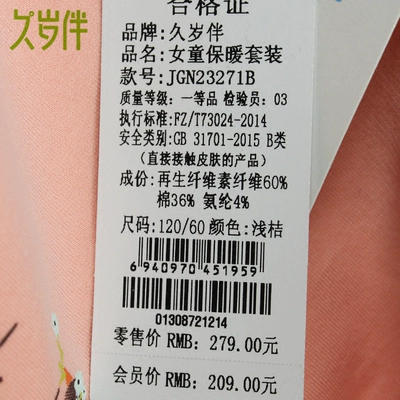 久岁伴
合格证
品牌:久岁伴
品名:女童保暖套装
款号:JGN23271B
质量等级:一等品 检验员:03
执行标准:FZ/T73024-2014
安全类别:GB 31701-2015 B类
(直接接触皮肤的产品)
成份:再生纤维素纤维60%
棉36% 氨纶4%
尺码:120/60 颜色:浅桔
6 940970 451959
01308721214
零售价 RMB: 279.00元
会员价 RMB: 209.00元